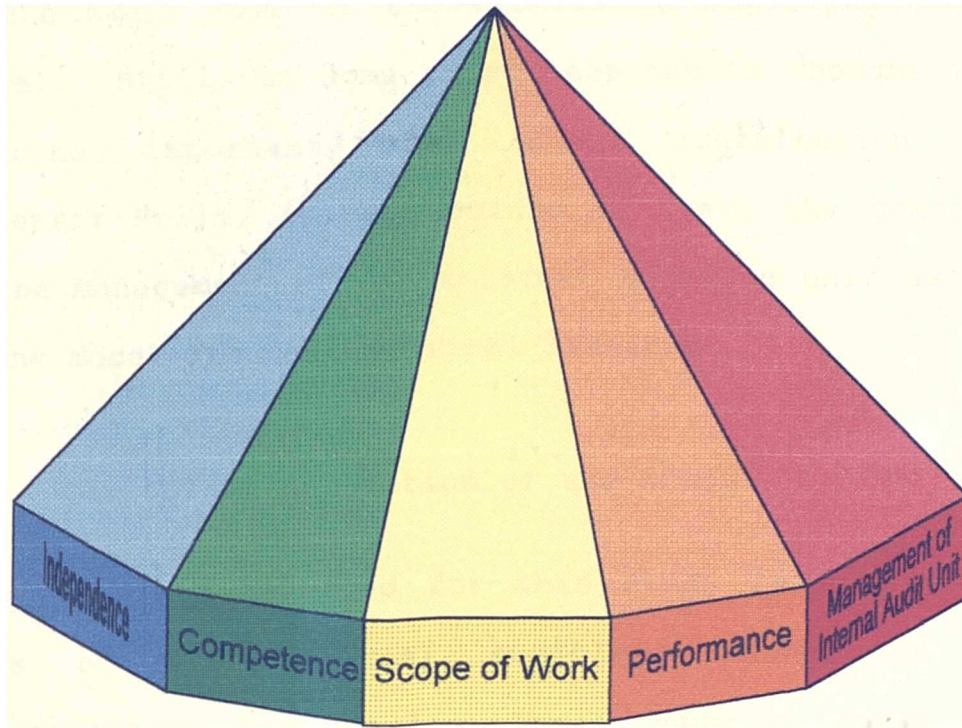 Independence
Competence
Scope of Work
Performance
Management of
Internal Audit Unit